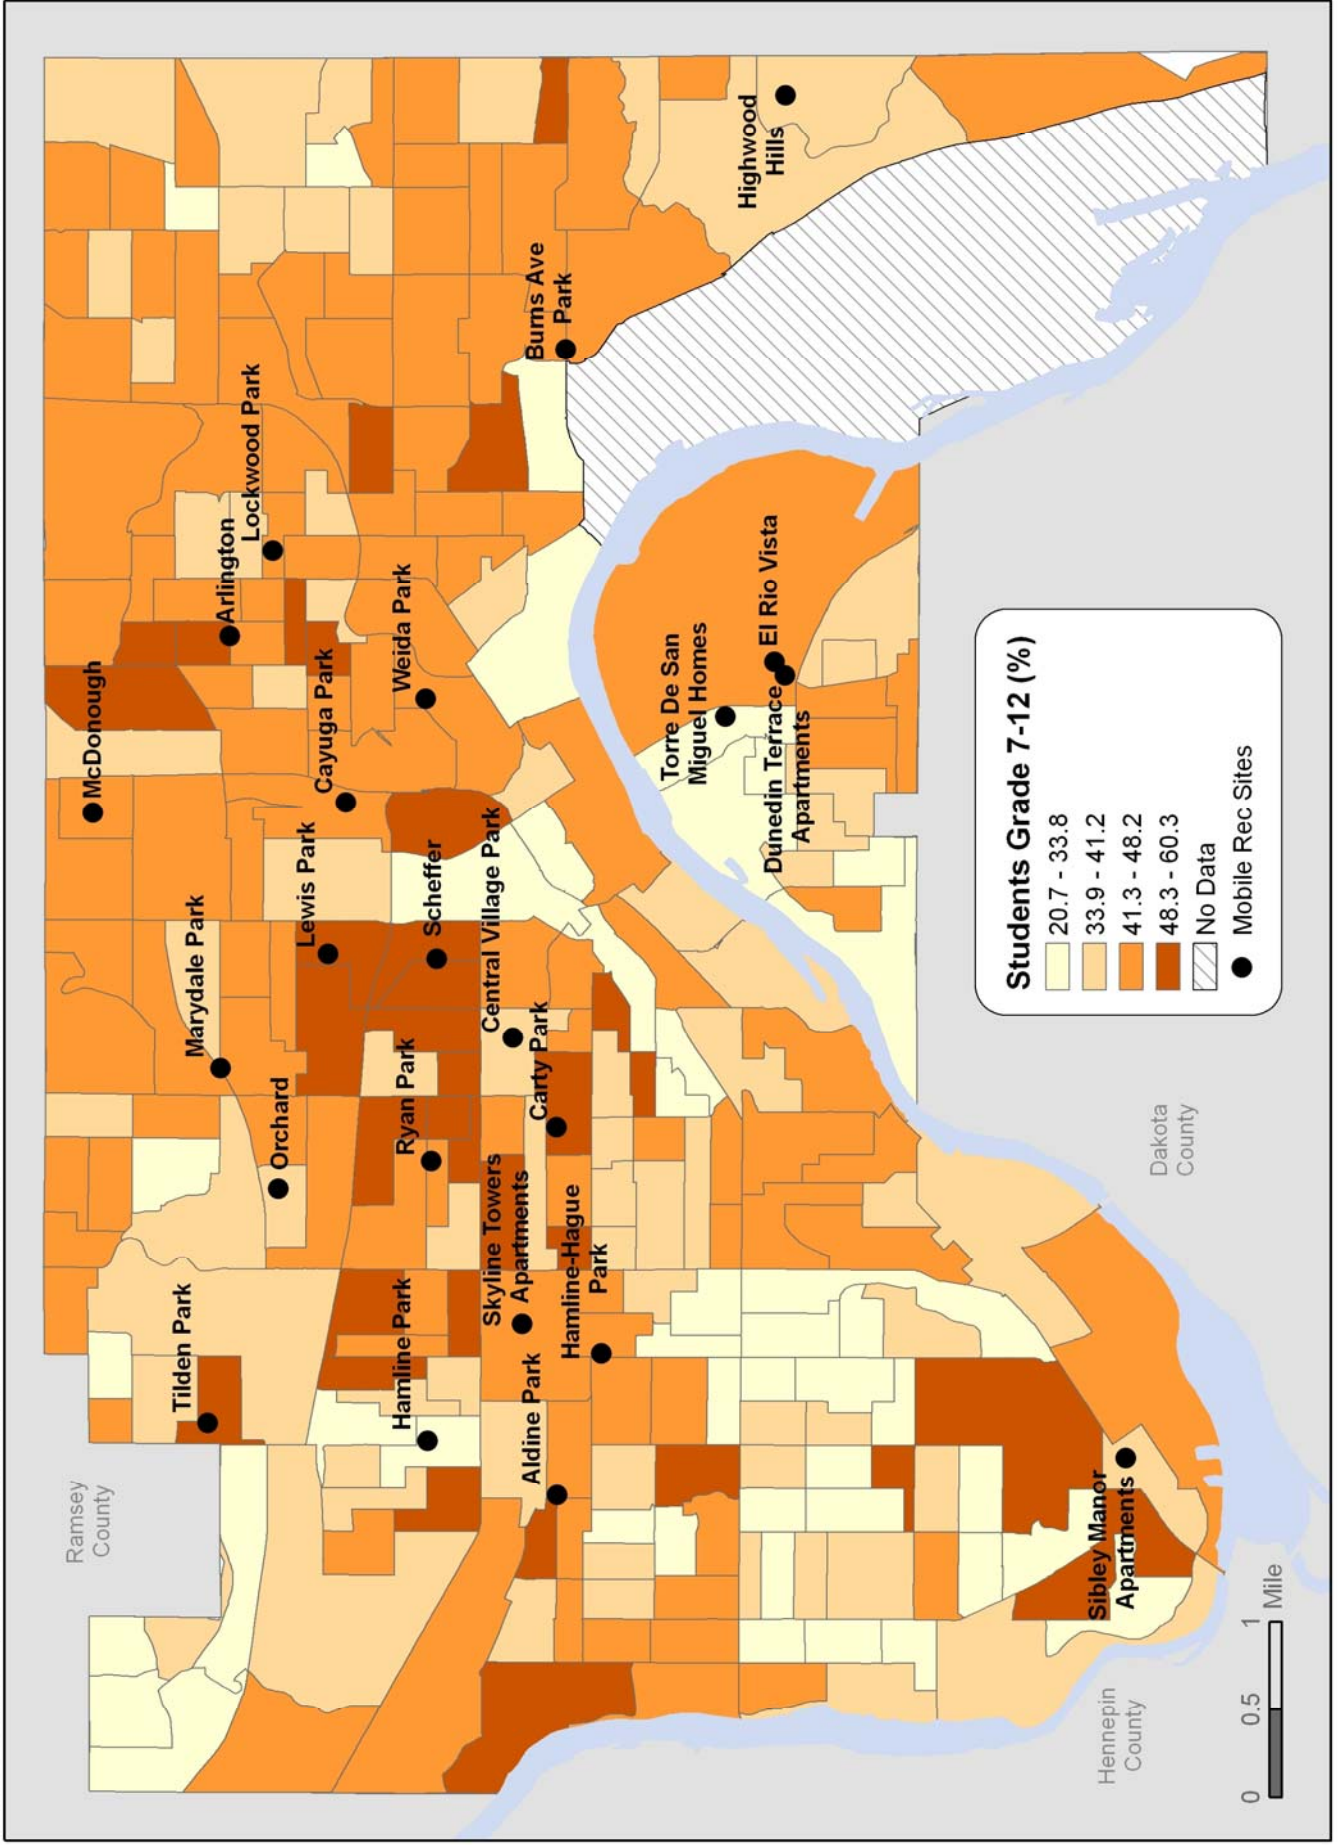 Ramsey
County
Tilden Park
Marydale Park
McDonough
Orchard
Lewis Park
Cayuga Park
Arlington
Lockwood Park
Hamline Park
Ryan Park
Scheffer
Weida Park
Skyline Towers
Apartments
Central Village Park
Carty Park
Aldine Park
Hamline-Hague
Park
Burns Ave
Park
Highwood
Hills
Torre De San
Miguel Homes
El Rio Vista
Dunedin Terrace
Apartments
Sibley Manor
Apartments
Hennepin
County
Dakota
County
Students Grade 7-12 (%)
20.7 - 33.8
33.9 - 41.2
41.3 - 48.2
48.3 - 60.3
No Data
Mobile Rec Sites
0 0.5 1
Mile